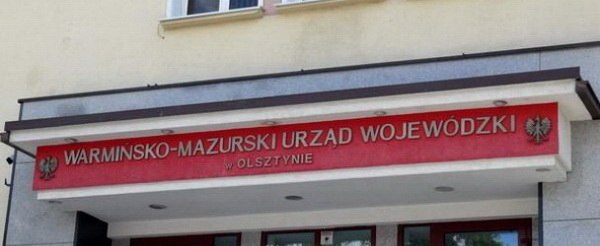 WARMIŃSKO-MAZURSKI URZĄD WOJEWÓDZKI
w OLSZTYNIE